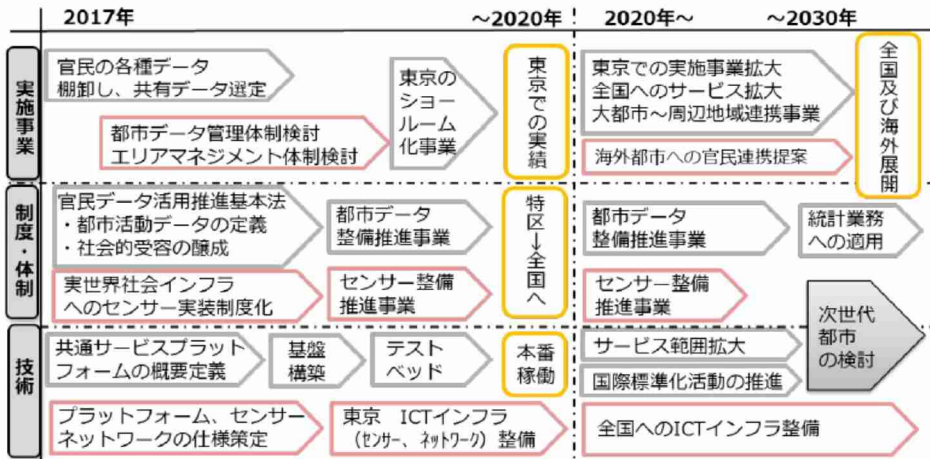 2017年
～2020年
2020年～
～2030年
実施事業
官民の各種データ
棚卸し、共有データ選定
都市データ管理体制検討
エリアマネジメント体制検討
東京の
ショー
ルーム
化事業
東京での実績
東京での実施事業拡大
全国へのサービス拡大
大都市～周辺地域連携事業
海外都市への官民連携提案
全国及び海外展開
制度・体制
官民データ活用推進基本法
・都市活動データの定義
・社会的受容の醸成
実世界社会インフラ
へのセンサー実装制度化
都市データ
整備推進事業
センサー整備
推進事業
特区→全国へ
都市データ
整備推進事業
センサー整備
推進事業
統計業務
への適用
次世代
都市
の検討
技術
共通サービスプラット
フォームの概要定義
基盤
構築
テスト
ベッド
本番
稼働
プラットフォーム、センサー
ネットワークの仕様策定
東京 ICTインフラ
（センサー、ネットワーク）整備
サービス範囲拡大
国際標準化活動の推進
全国へのICTインフラ整備